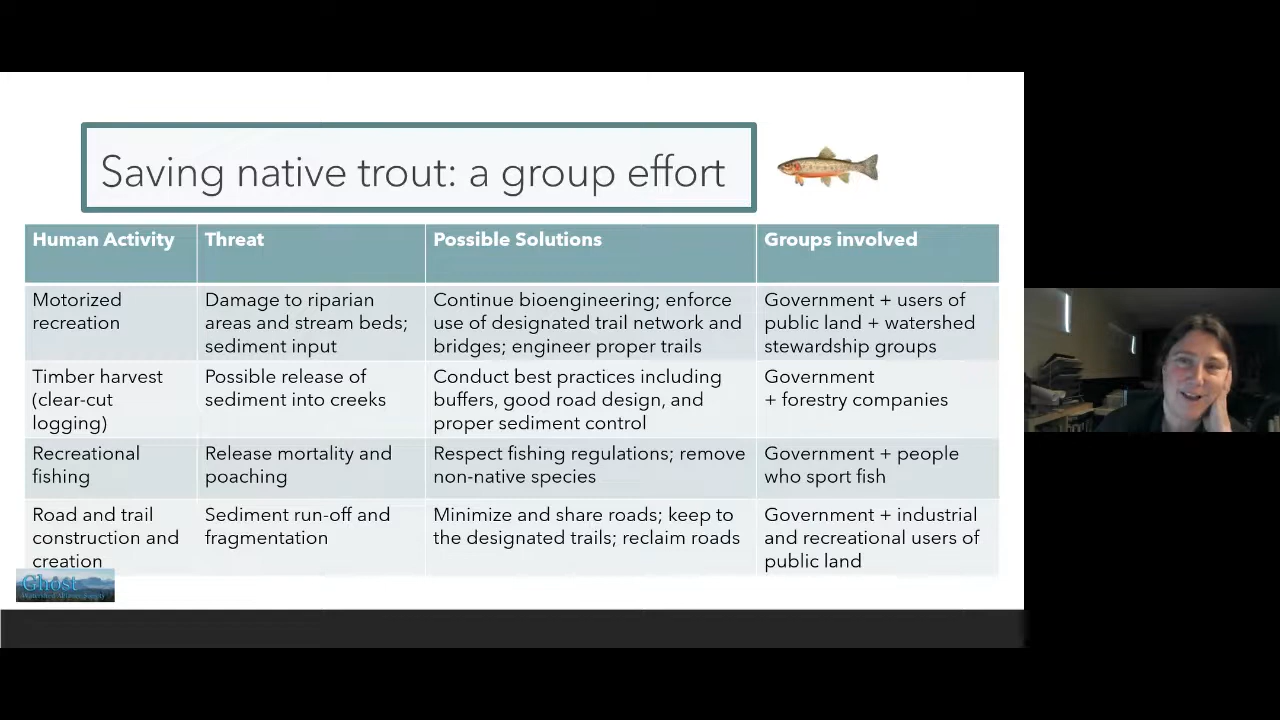 Saving native trout: a group effort
Human Activity
Threat
Possible Solutions
Groups involved
Motorized
recreation
Damage to riparian
areas and stream beds;
sediment input
Continue bioengineering; enforce
use of designated trail network and
bridges; engineer proper trails
Government + users of
public land + watershed
stewardship groups
Timber harvest
(clear-cut
logging)
Possible release of
sediment into creeks
Conduct best practices including
buffers, good road design, and
proper sediment control
Government
+ forestry companies
Recreational
fishing
Release mortality and
poaching
Respect fishing regulations; remove
non-native species
Government + people
who sport fish
Road and trail
construction and
creation
Sediment run-off and
fragmentation
Minimize and share roads; keep to
the designated trails; reclaim roads
Government + industrial
and recreational users of
public land
Ghost
Watershed Alliance Society